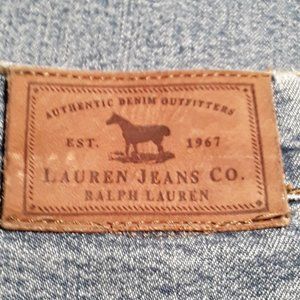 AUTHENTIC DENIM OUTFITTERS
EST. 1967
LAUREN JEANS CO.
RALPH LAUREN